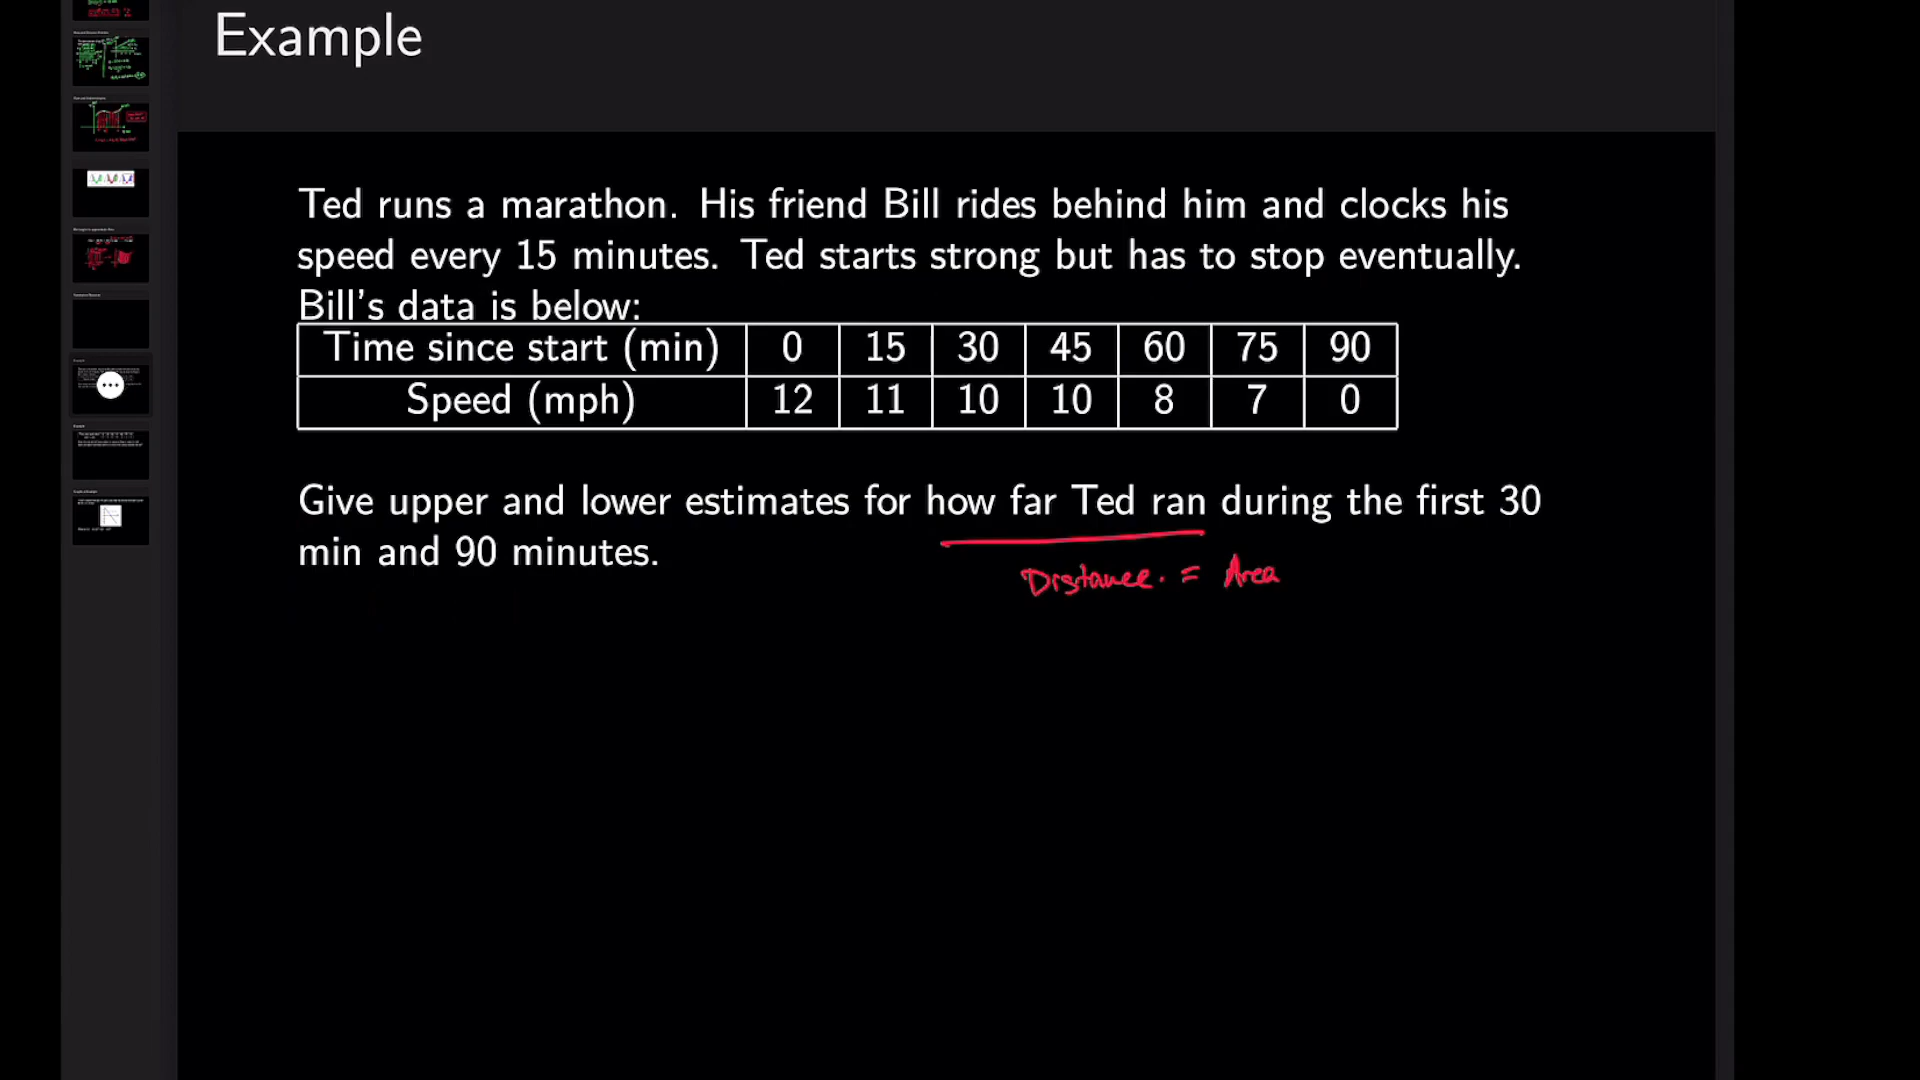 Example
Ted runs a marathon. His friend Bill rides behind him and clocks his
speed every 15 minutes. Ted starts strong but has to stop eventually.
Bill's data is below:
Time since start (min) 0 15 30 45 60 75 90
Speed (mph) 12 11 10 10 8 7 0
Give upper and lower estimates for how far Ted ran during the first 30
min and 90 minutes.
Distance. = Area